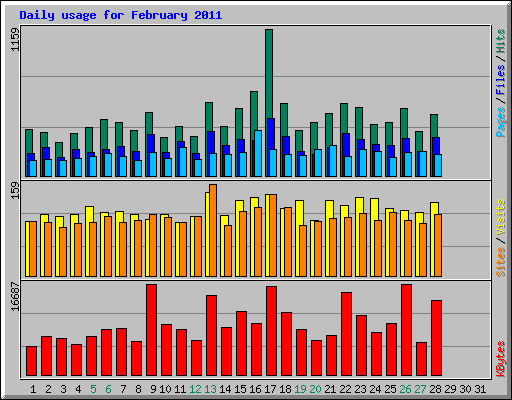 Daily usage for February 2011
1159
Pages / Files / Hits
159
Sites / Visits
16687
KBytes
1 2 3 4 5 6 7 8 9 10 11 12 13 14 15 16 17 18 19 20 21 22 23 24 25 26 27 28 29 30 31